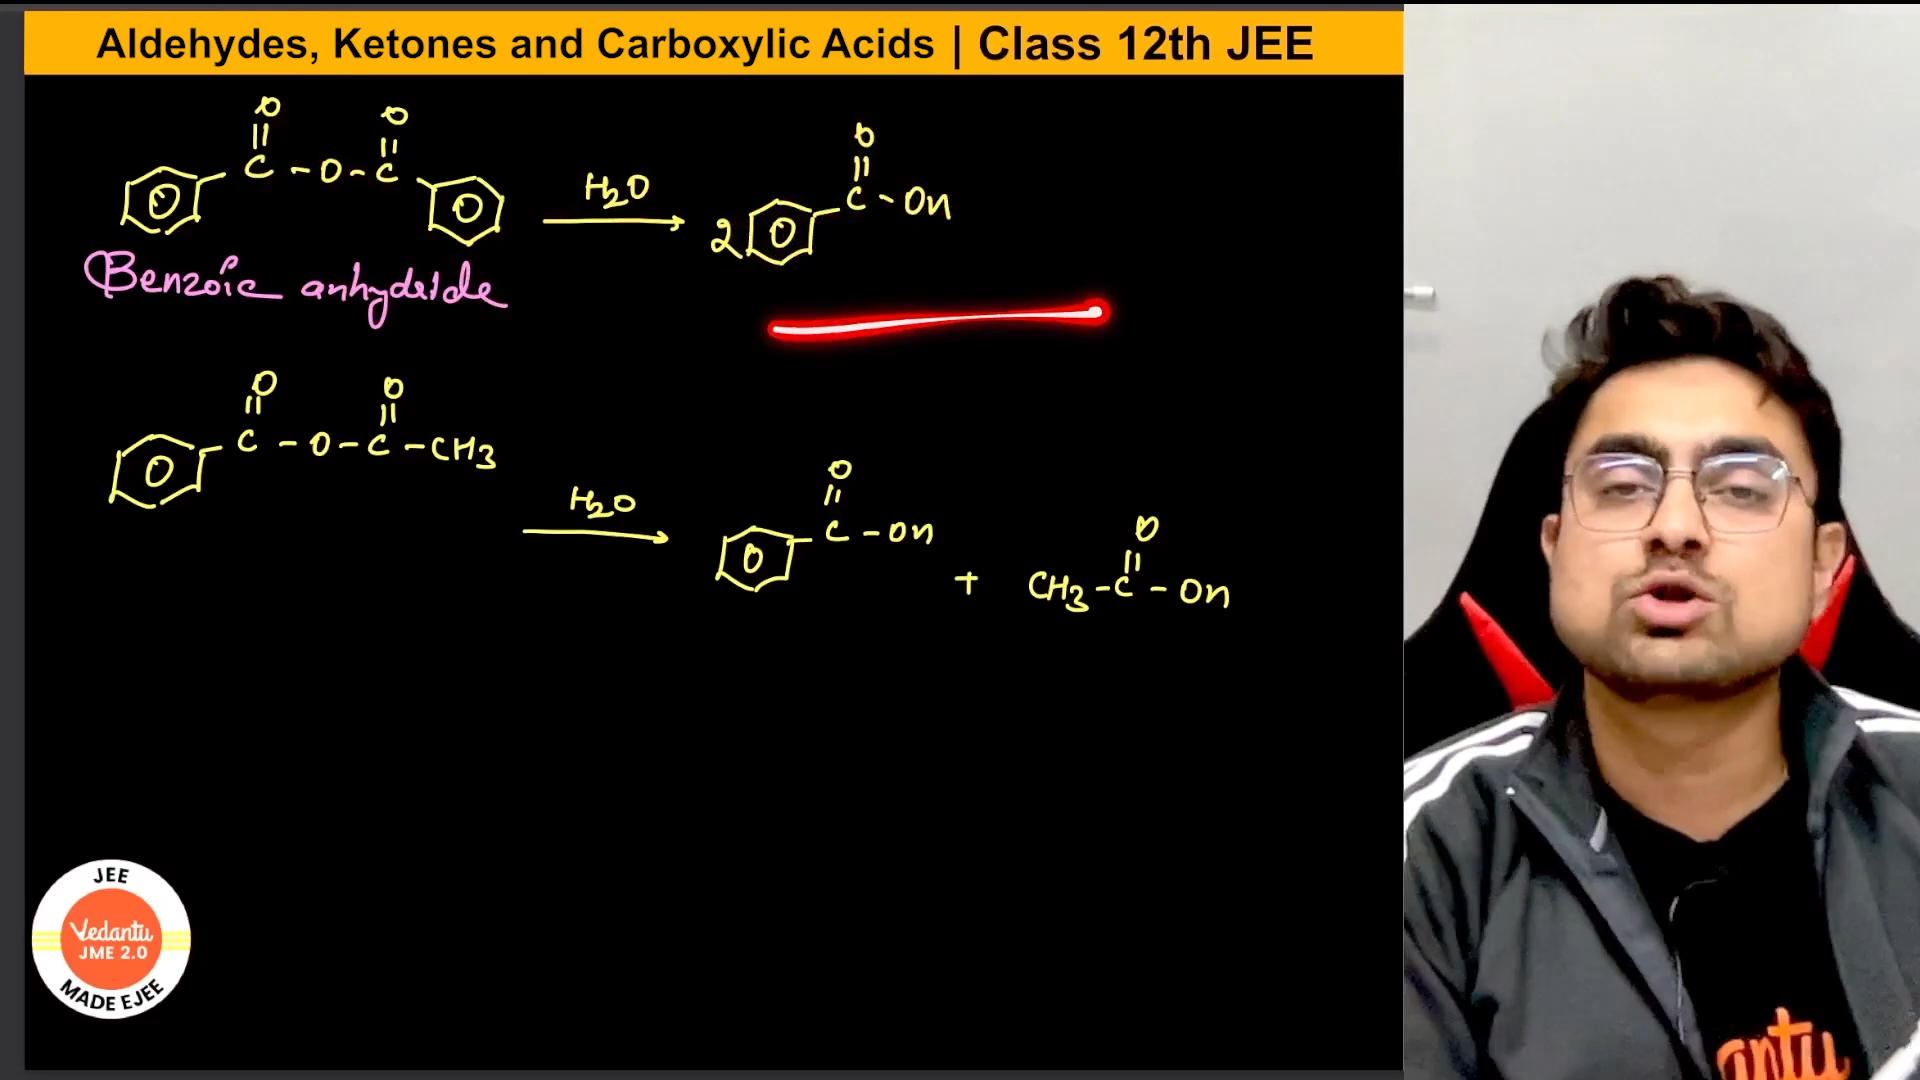 Aldehydes, Ketones and Carboxylic Acids | Class 12th JEE
O O O
|| || ||
C - O - C H2O C - OH
2
Benzoic anhydride
O O
|| ||
C - O - C - CH3
H2O O
||
C - OH O
||
+ CH3 - C - OH
JEE
Vedantu
JME 2.0
MADE EJEE
antu